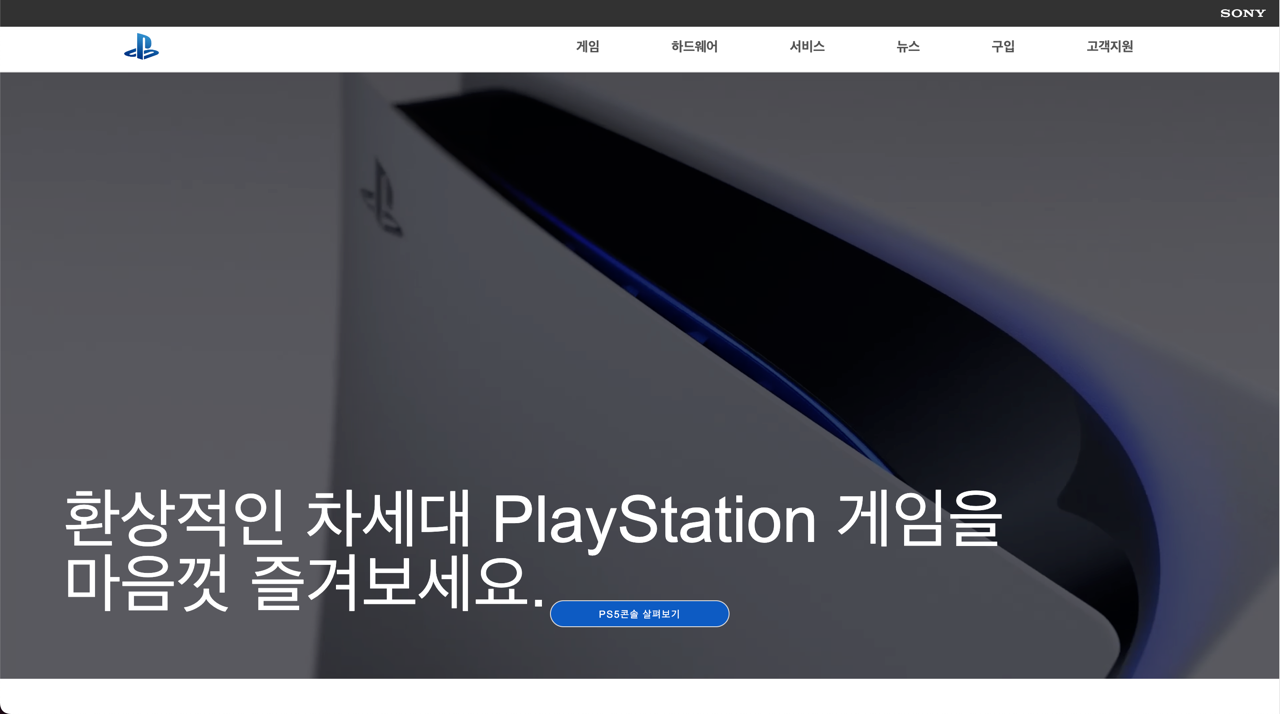 SONY
게임 하드웨어 서비스 뉴스 구입 고객지원
환상적인 차세대 PlayStation 게임을
마음껏 즐겨보세요.
PS5콘솔 살펴보기